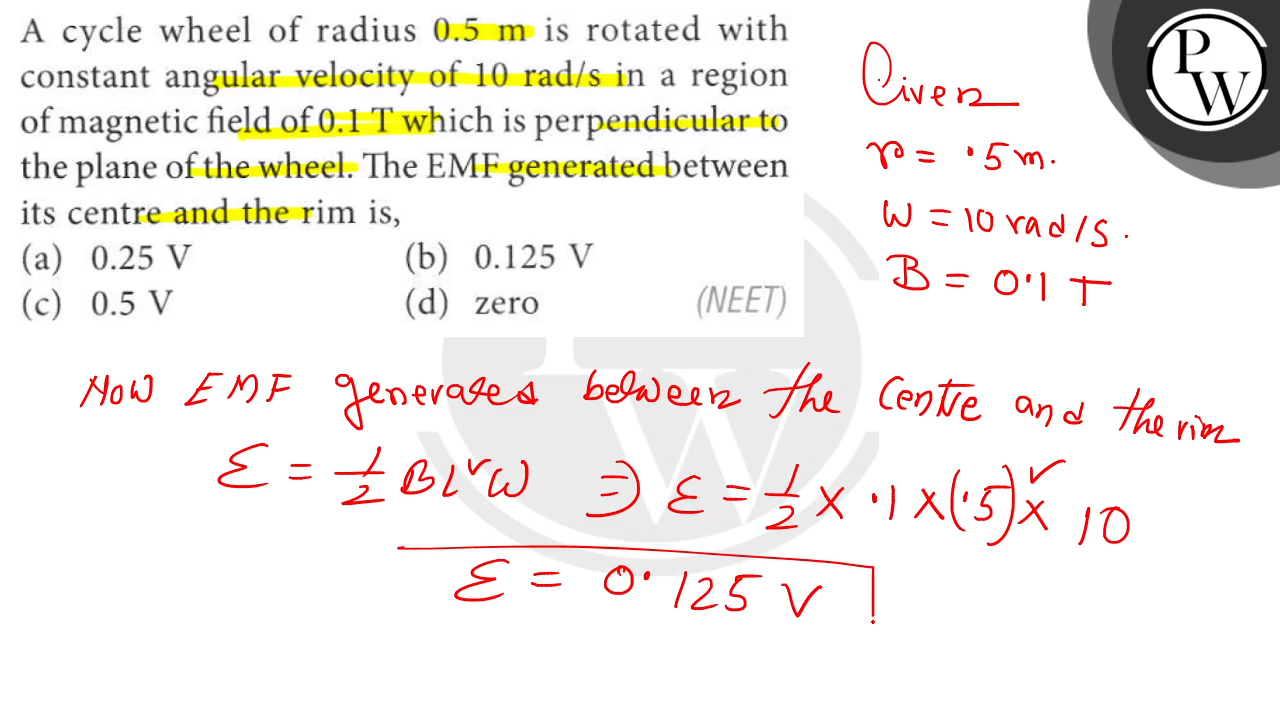 A cycle wheel of radius 0.5 m is rotated with
constant angular velocity of 10 rad/s in a region
of magnetic field of 0.1 T which is perpendicular to
the plane of the wheel. The EMF generated between
its centre and the rim is,
(a) 0.25 V (b) 0.125 V
(c) 0.5 V (d) zero (NEET)
PW
Given
r = .5 m.
W = 10 rad/s.
B = 0.1 T
Now EMF generates between the centre and the rim
Ɛ = 1/2 BL²W ⇒ Ɛ = 1/2 × .1 × (.5)² × 10
Ɛ = 0.125 V